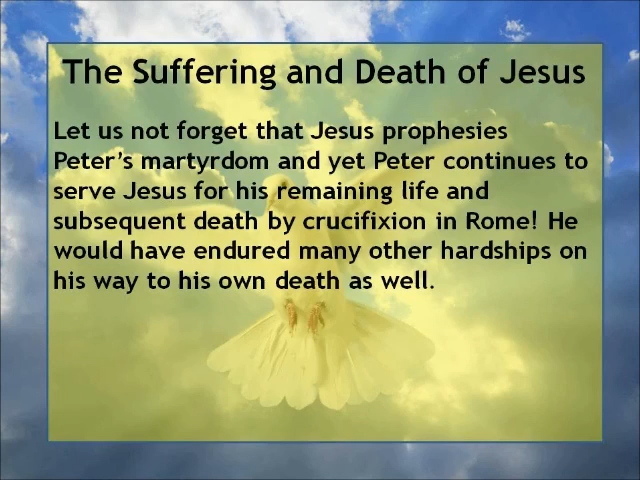 The Suffering and Death of Jesus
Let us not forget that Jesus prophesies
Peter’s martyrdom and yet Peter continues to
serve Jesus for his remaining life and
subsequent death by crucifixion in Rome! He
would have endured many other hardships on
his way to his own death as well.